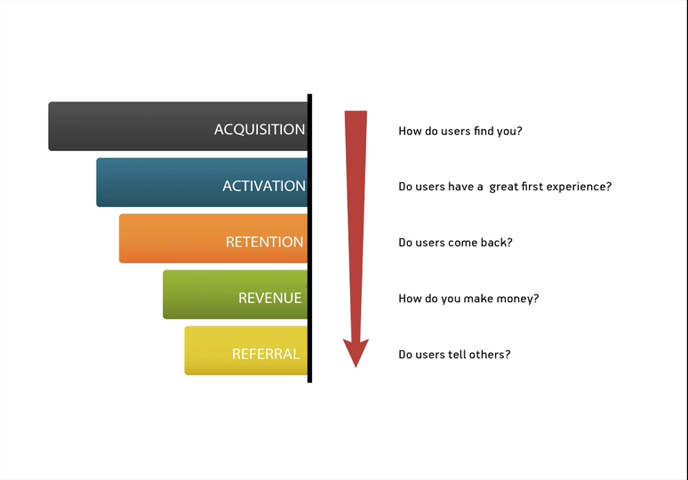 ACQUISITION
How do users find you?
ACTIVATION
Do users have a great first experience?
RETENTION
Do users come back?
REVENUE
How do you make money?
REFERRAL
Do users tell others?